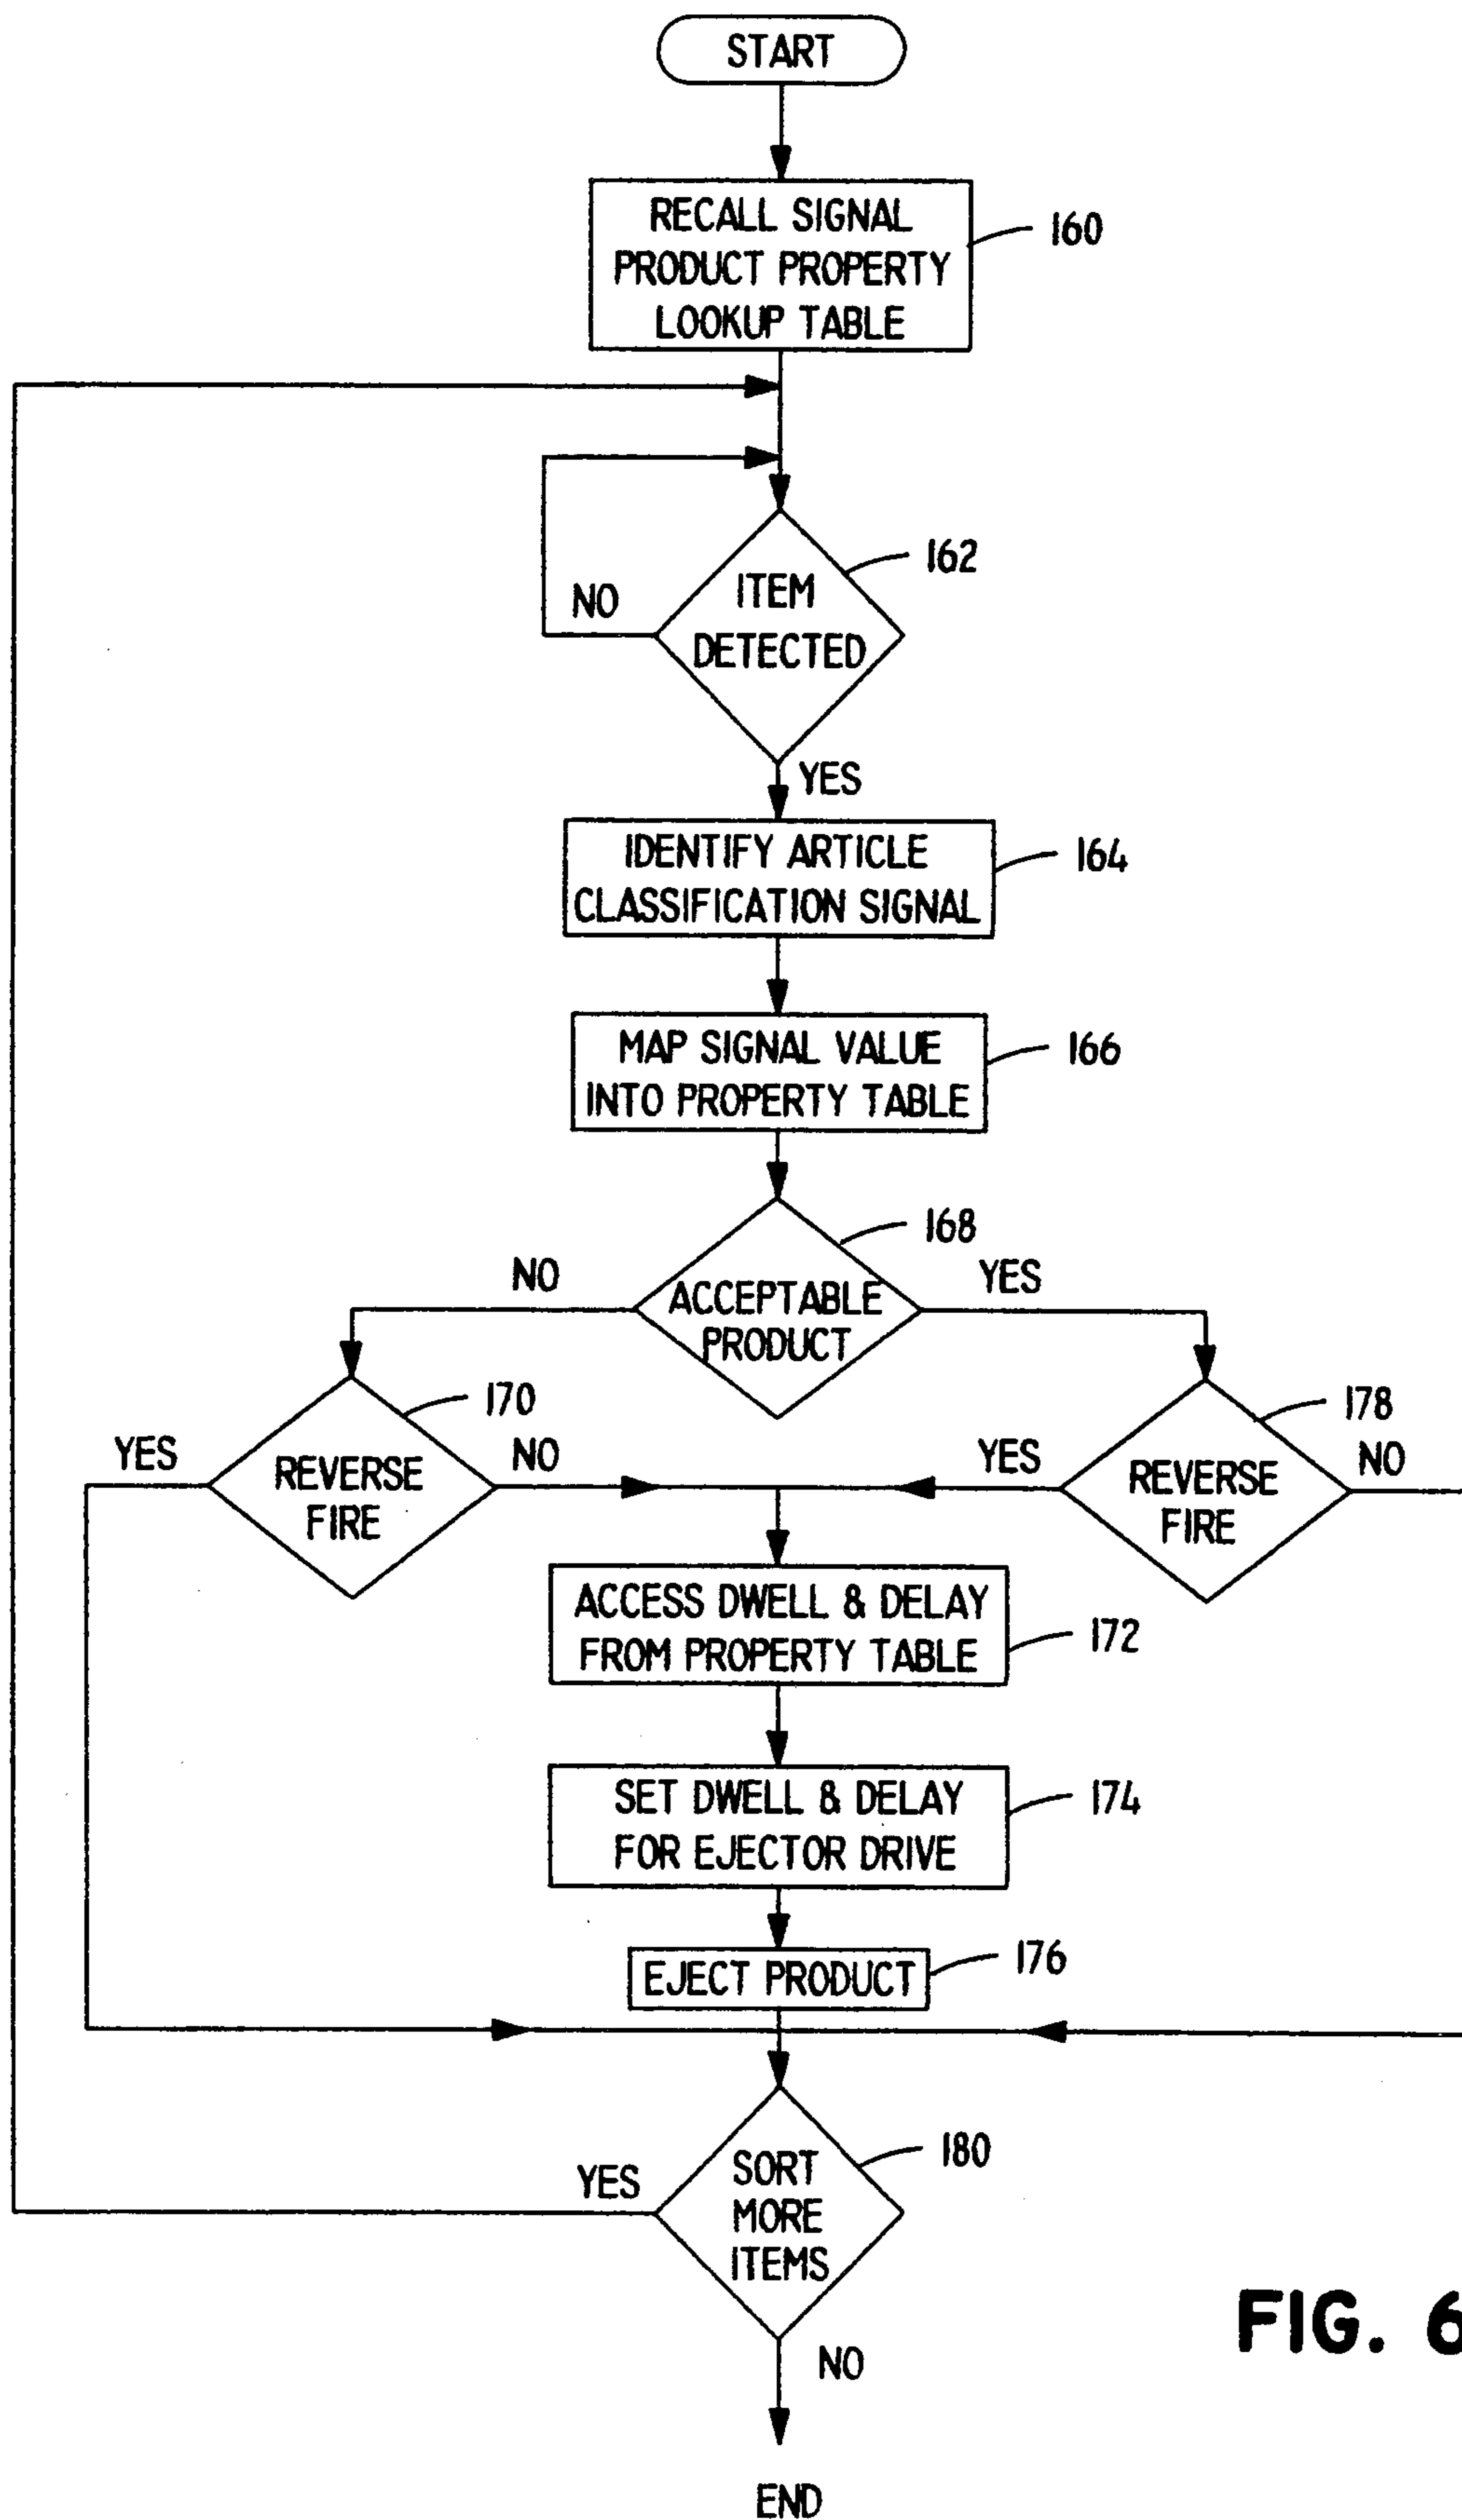 START
RECALL SIGNAL
PRODUCT PROPERTY
LOOKUP TABLE
160
162
ITEM
DETECTED
NO
YES
IDENTIFY ARTICLE
CLASSIFICATION SIGNAL
164
MAP SIGNAL VALUE
INTO PROPERTY TABLE
166
168
NO
YES
ACCEPTABLE
PRODUCT
170
178
YES
REVERSE
FIRE
NO
YES
REVERSE
FIRE
NO
ACCESS DWELL & DELAY
FROM PROPERTY TABLE
172
SET DWELL & DELAY
FOR EJECTOR DRIVE
174
EJECT PRODUCT
176
180
YES
SORT
MORE
ITEMS
NO
FIG. 6
END